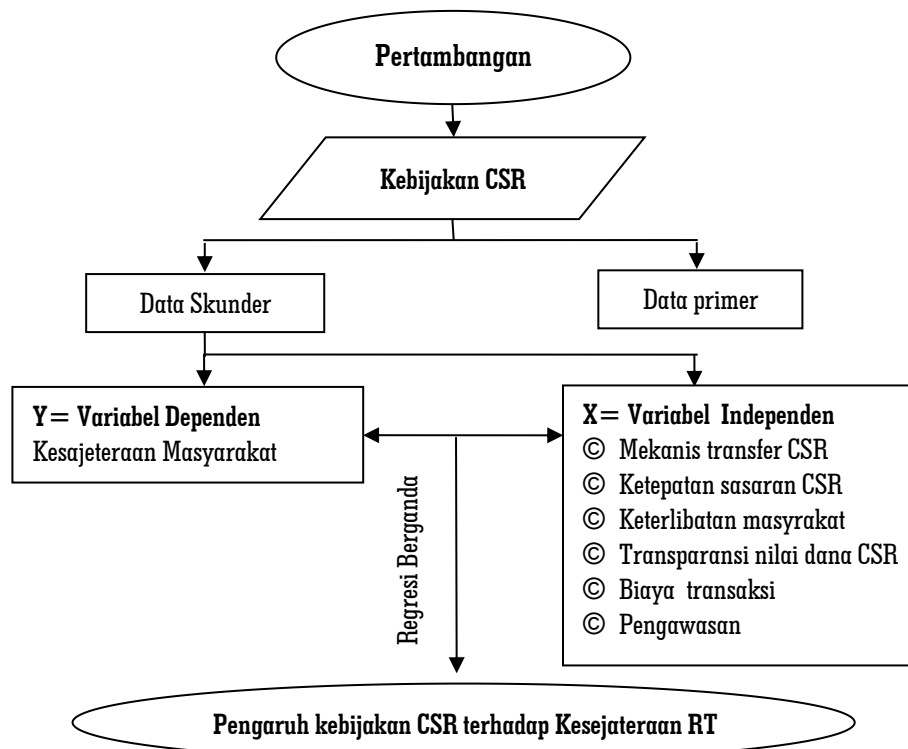 Pertambangan
Kebijakan CSR
Data Skunder
Data primer
Y= Variabel Dependen
Kesajeteraan Masyarakat
X= Variabel Independen
© Mekanis transfer CSR
© Ketepatan sasaran CSR
© Keterlibatan masyrakat
© Transparansi nilai dana CSR
© Biaya transaksi
© Pengawasan
Regresi Berganda
Pengaruh kebijakan CSR terhadap Kesejateraan RT